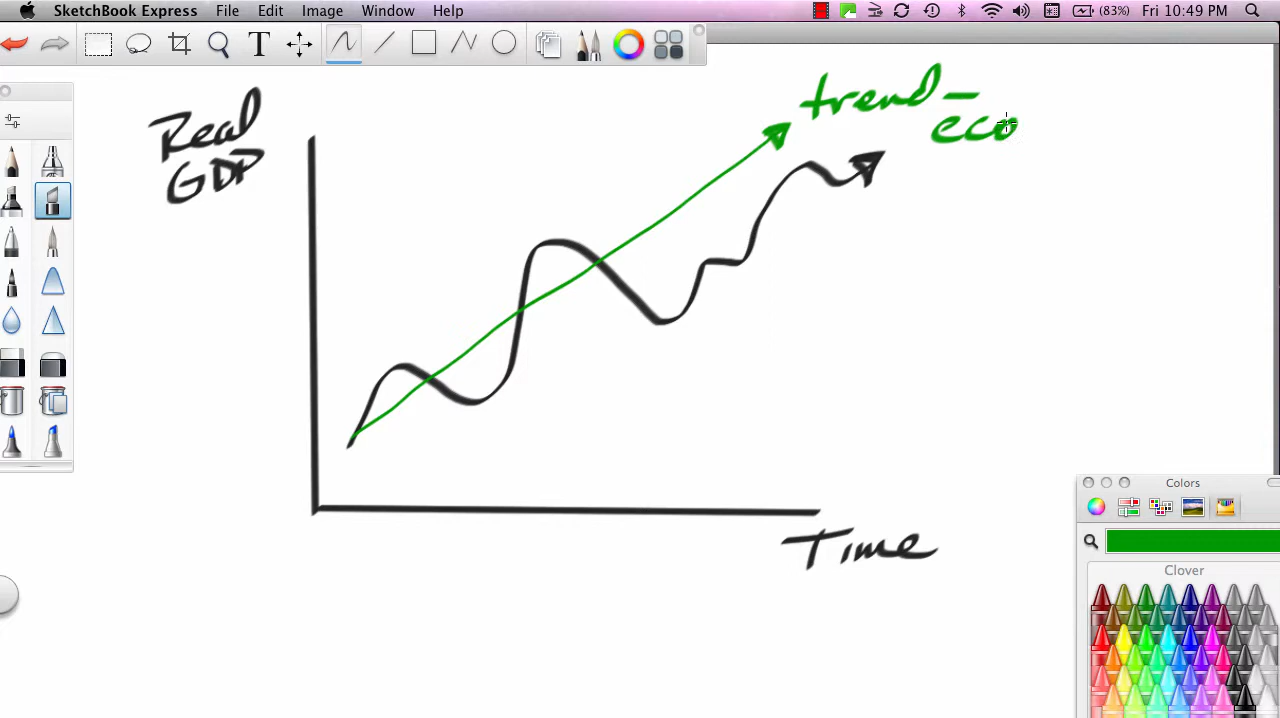 SketchBook Express File Edit Image Window Help (83%) Fri 10:49 PM
T
trend -
eco
Real
GDP
Time
Colors
Clover